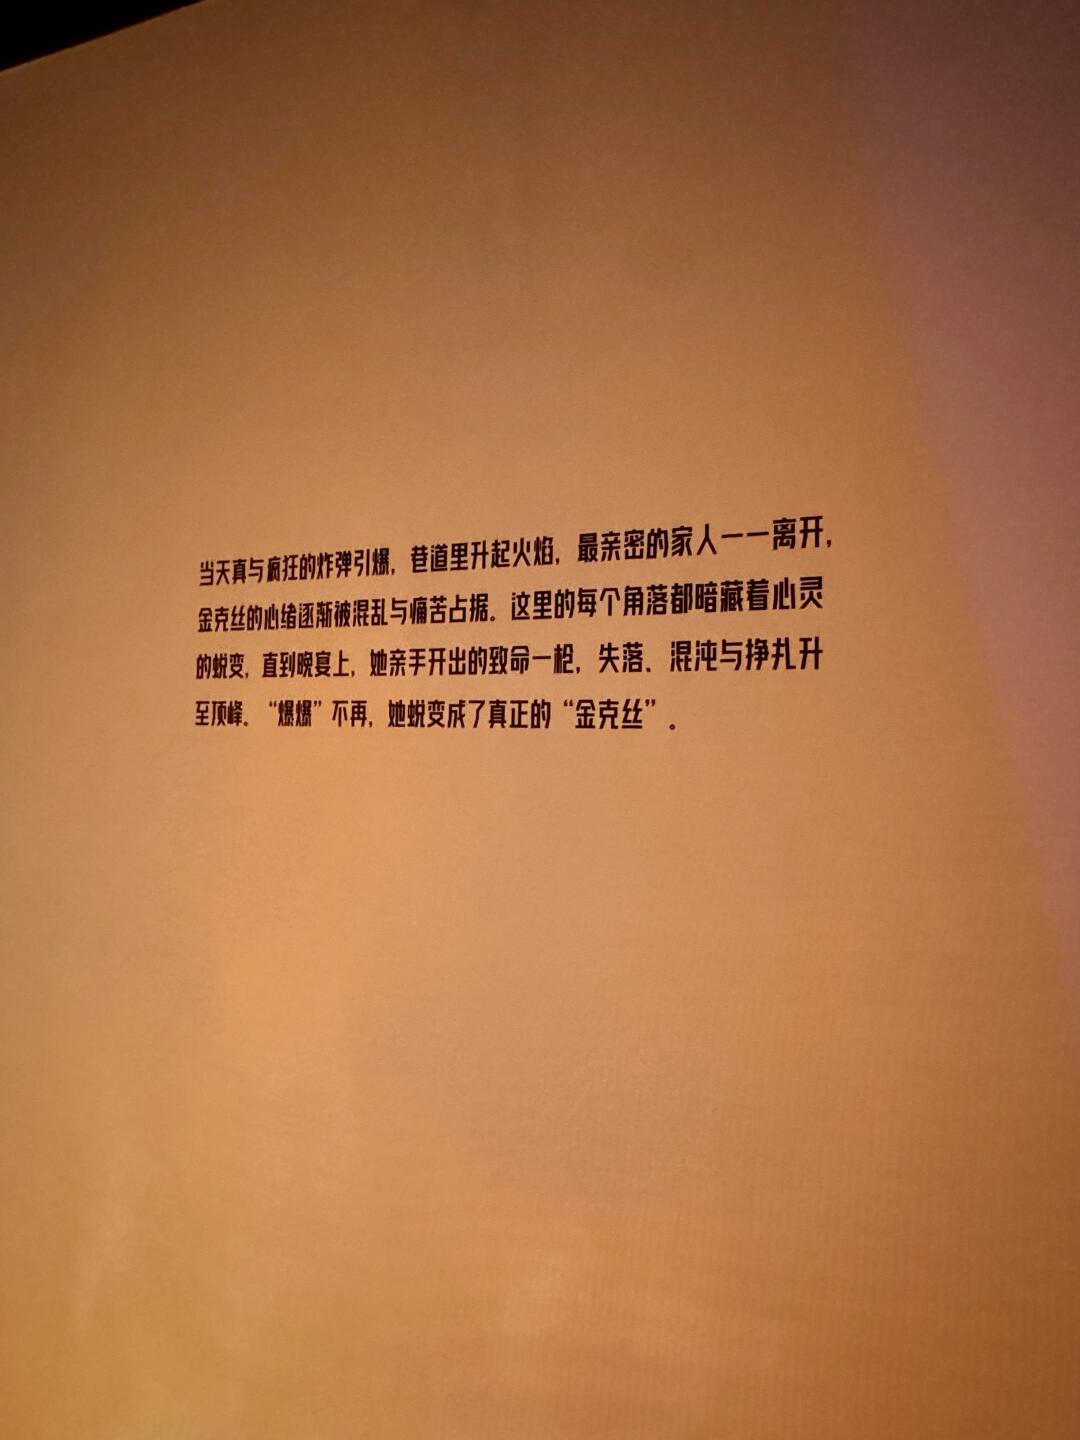 当天真与疯狂的炸弹引爆，巷道里升起火焰，最亲密的家人一一离开，
金克丝的心绪逐渐被混乱与痛苦占据。这里的每个角落都暗藏着心灵
的蜕变，直到晚宴上，她亲手开出的致命一枪，失落、混沌与挣扎升
至顶峰。“爆爆”不再，她蜕变成了真正的“金克丝”。